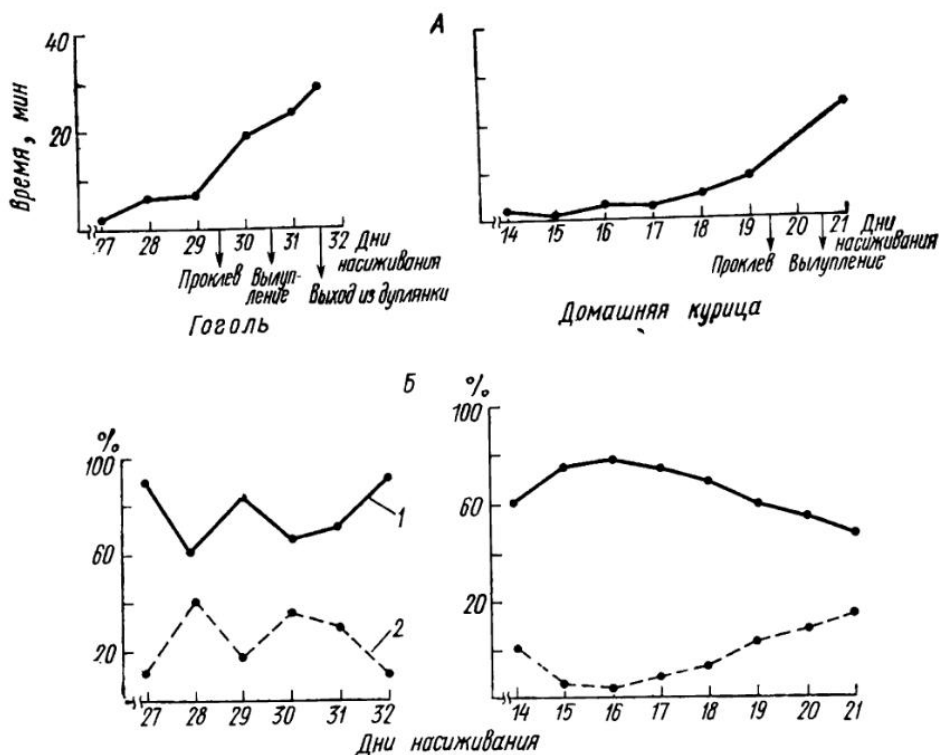 А
40
20
Время, мин
27 28 29 30 31 32 Дни
насиживания
Проклев Вылуп-
ление Выход из дуплянки
Гоголь
14 15 16 17 18 19 20 21 Дни
насиживания
Проклев Вылупление
Домашняя курица
Б
%
100
60
20
1
2
27 28 29 30 31 32
%
100
60
20
14 15 16 17 18 19 20 21
Дни насиживания